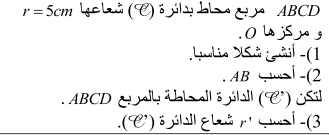 ABCD مربع محاط بدائرة (𝒞) شعاعها r = 5cm
و مركزها O.
1)- أنشئ شكلا مناسبا.
2)- أحسب AB.
لتكن (𝒞') الدائرة المحاطة بالمربع ABCD.
3)- أحسب r' شعاع الدائرة (𝒞').